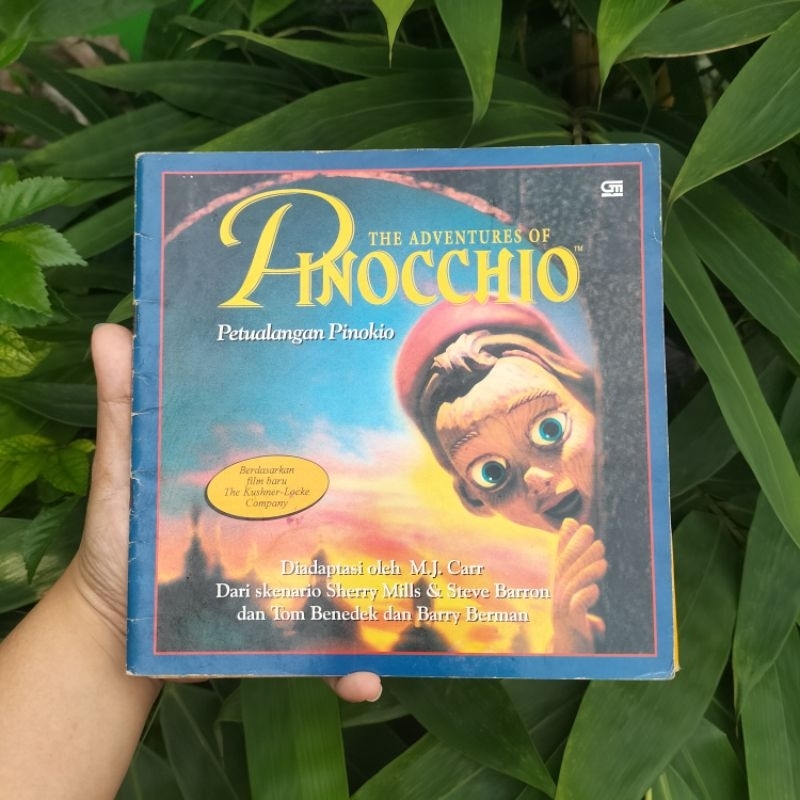 THE ADVENTURES OF
PINOCCHIO™
Petualangan Pinokio
Berdasarkan
film baru
The Kushner-Locke
Company
Diadaptasi oleh M.J. Carr
Dari skenario Sherry Mills & Steve Barron
dan Tom Benedek dan Barry Berman